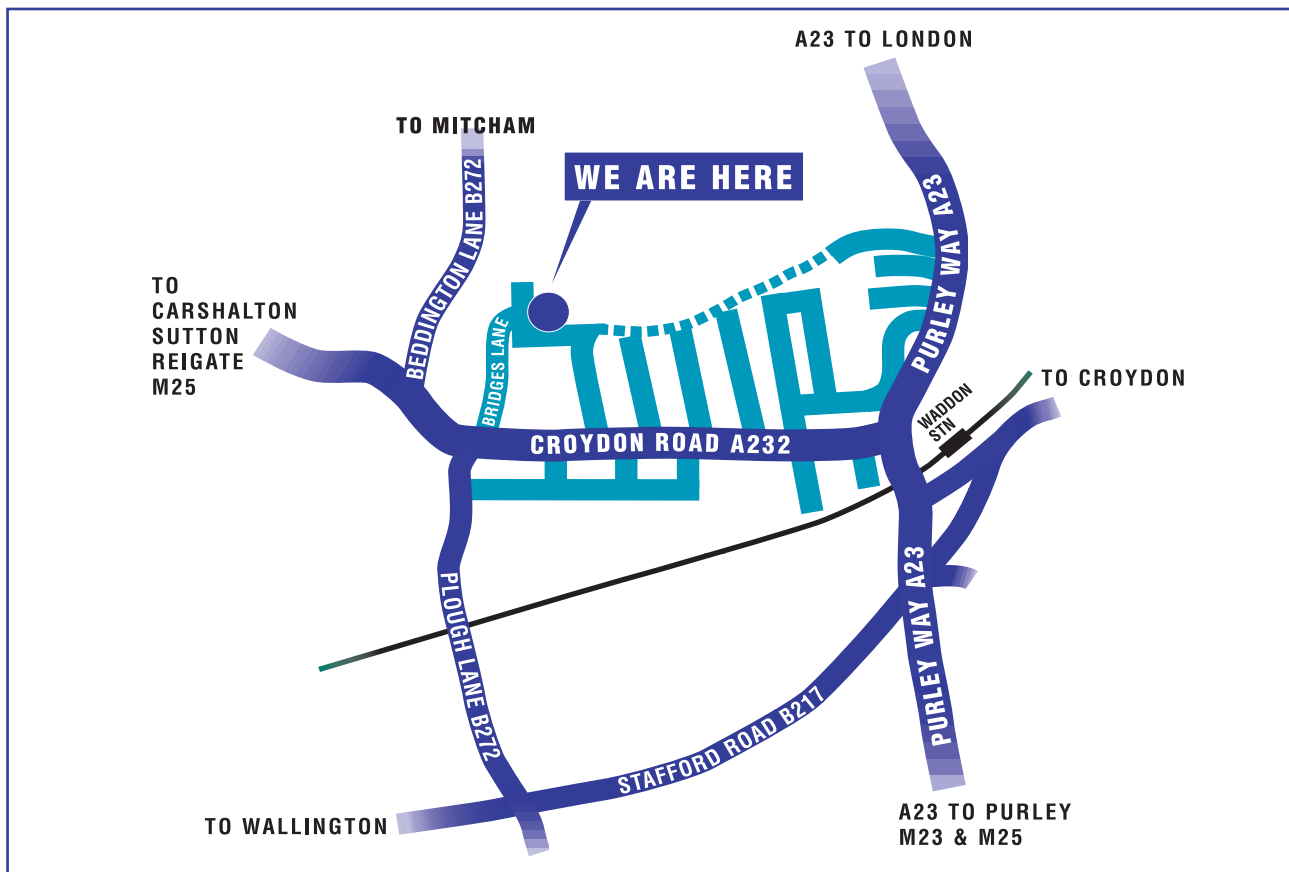 A23 TO LONDON
TO MITCHAM
WE ARE HERE
BEDDINGTON LANE B272
PURLEY WAY A23
TO
CARSHALTON
SUTTON
REIGATE
M25
BRIDGES LANE
TO CROYDON
WADDON
STN
CROYDON ROAD A232
PLOUGH LANE B272
PURLEY WAY A23
STAFFORD ROAD B217
TO WALLINGTON
A23 TO PURLEY
M23 & M25